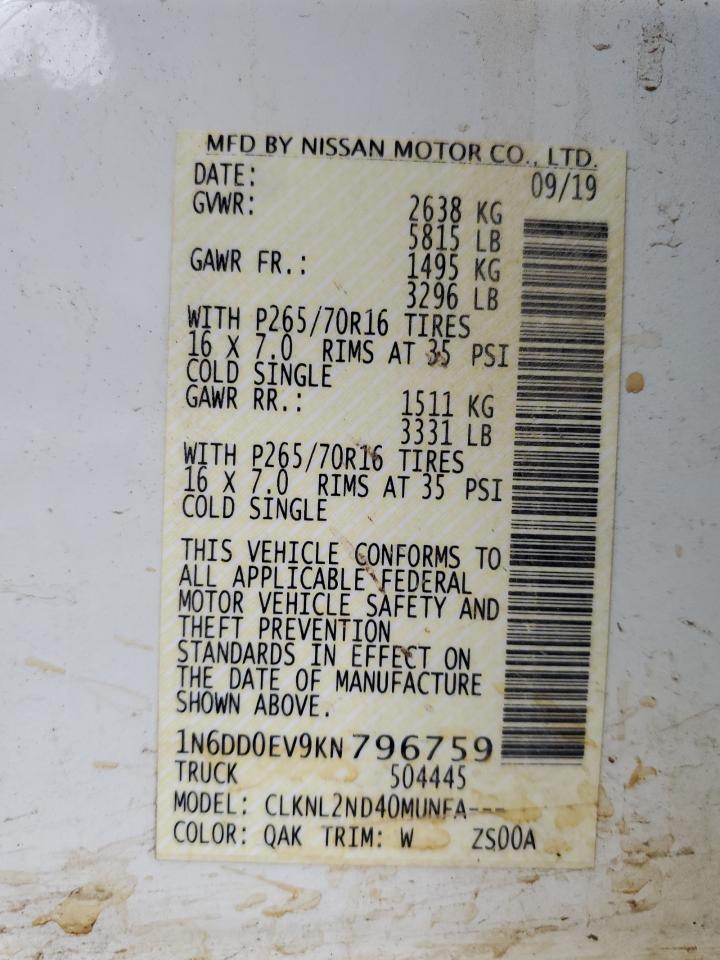 MFD BY NISSAN MOTOR CO., LTD.
DATE: 09/19
GVWR: 2638 KG
5815 LB
GAWR FR.: 1495 KG
3296 LB
WITH P265/70R16 TIRES
16 X 7.0 RIMS AT 35 PSI
COLD SINGLE
GAWR RR.: 1511 KG
3331 LB
WITH P265/70R16 TIRES
16 X 7.0 RIMS AT 35 PSI
COLD SINGLE
THIS VEHICLE CONFORMS TO
ALL APPLICABLE FEDERAL
MOTOR VEHICLE SAFETY AND
THEFT PREVENTION
STANDARDS IN EFFECT ON
THE DATE OF MANUFACTURE
SHOWN ABOVE.
1N6DD0EV9KN796759
TRUCK 504445
MODEL: CLKNL2ND40MUNEA---
COLOR: QAK TRIM: W ZS00A